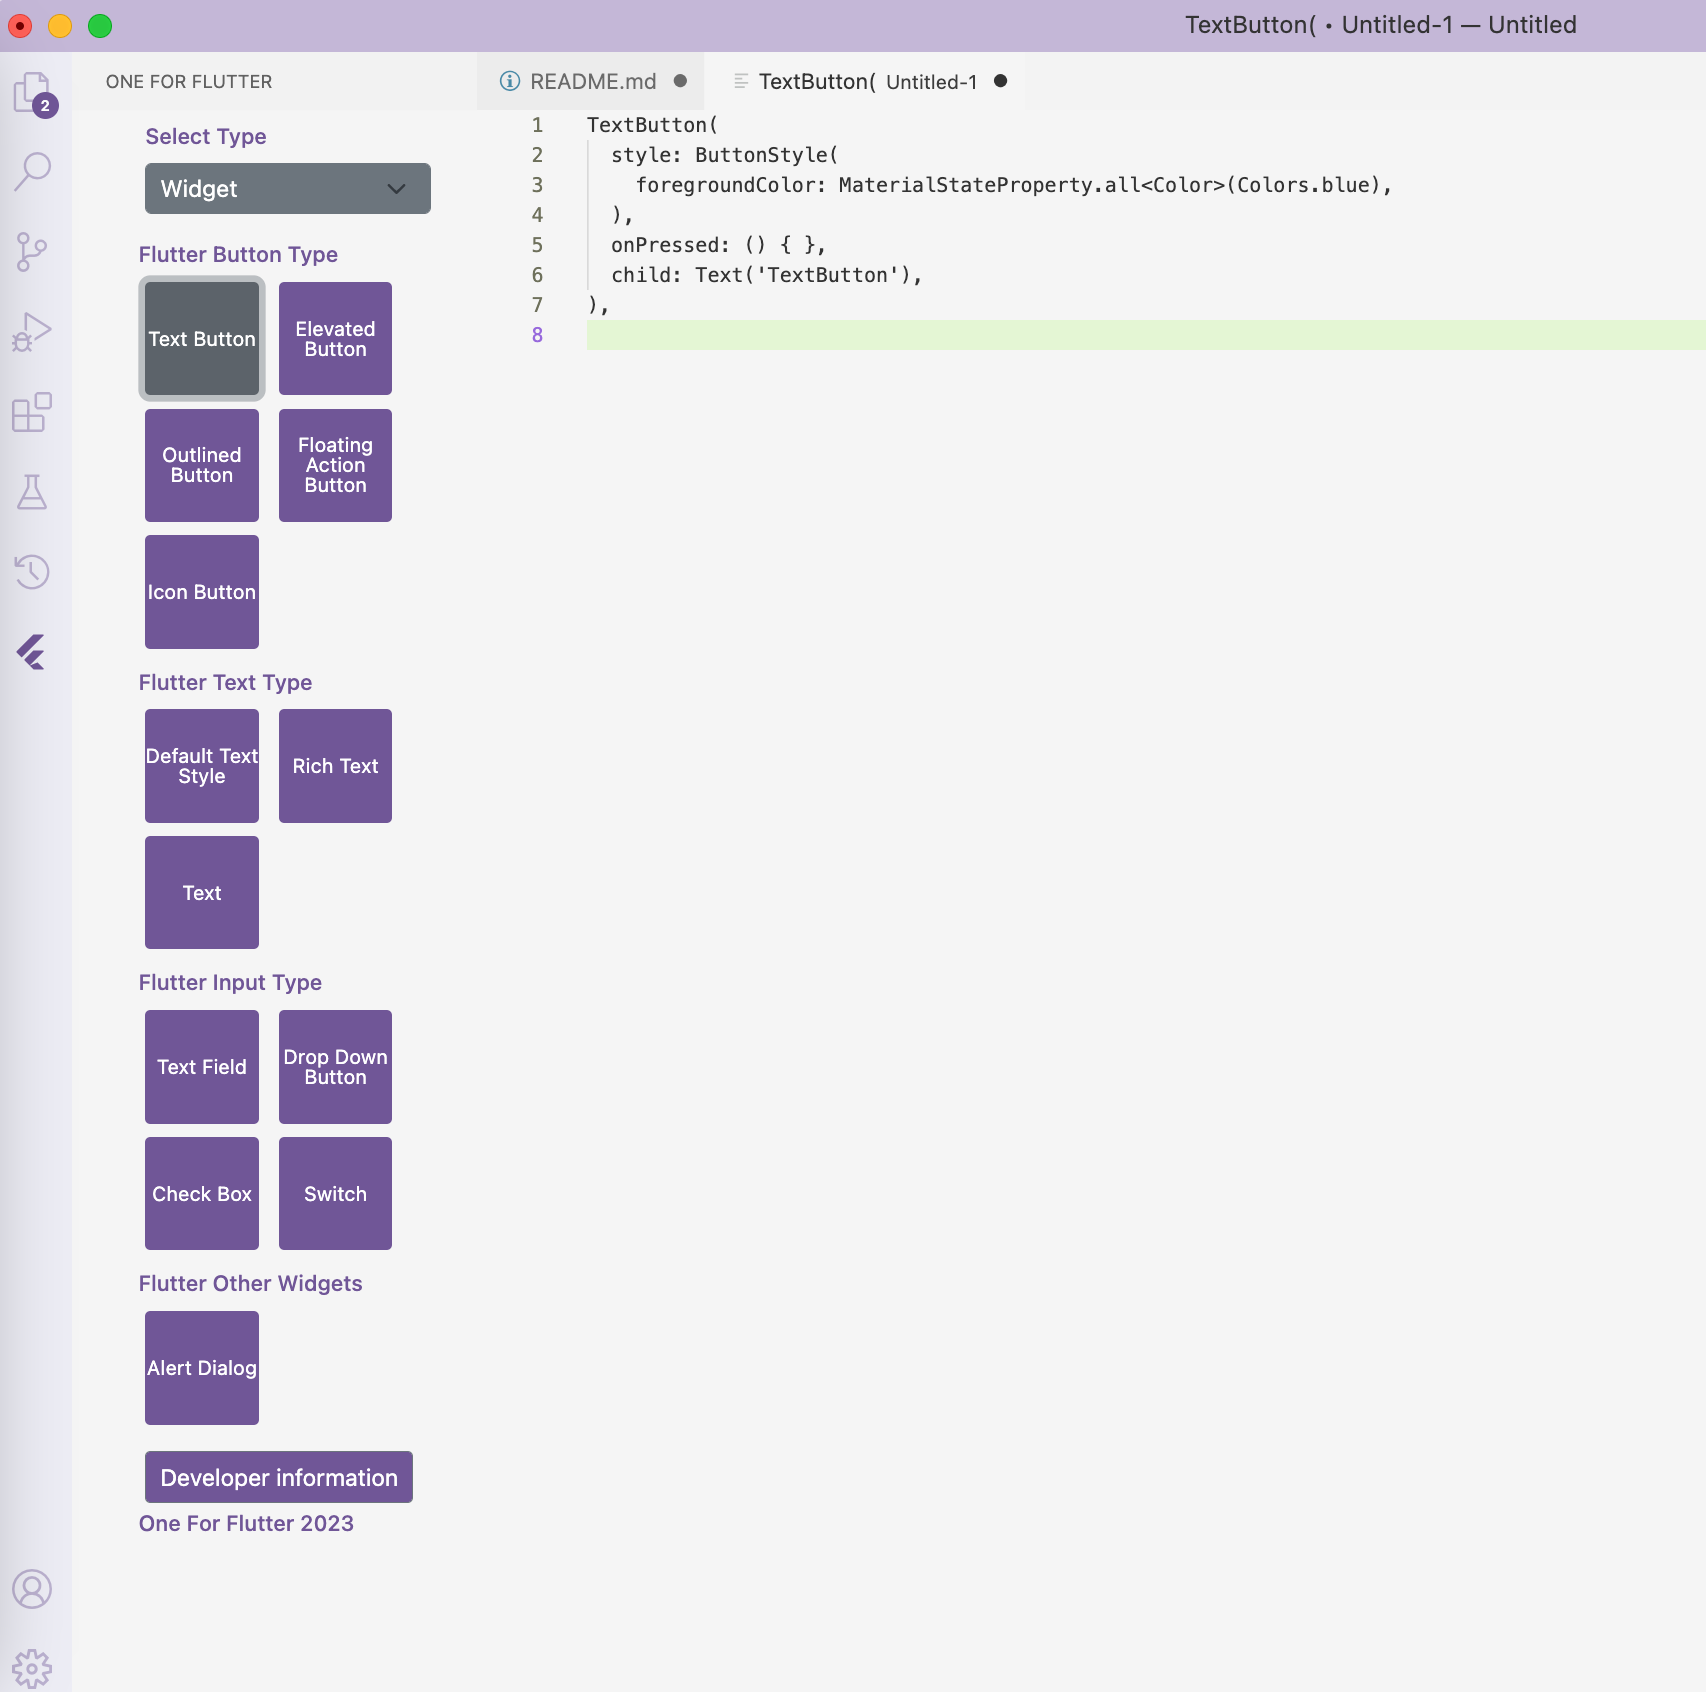 TextButton( • Untitled-1 — Untitled
2
ONE FOR FLUTTER
README.md
TextButton( Untitled-1
Select Type
Widget
Flutter Button Type
Text Button
Elevated
Button
Outlined
Button
Floating
Action
Button
Icon Button
Flutter Text Type
Default Text
Style
Rich Text
Text
Flutter Input Type
Text Field
Drop Down
Button
Check Box
Switch
Flutter Other Widgets
Alert Dialog
Developer information
One For Flutter 2023
1 TextButton(
2   style: ButtonStyle(
3     foregroundColor: MaterialStateProperty.all<Color>(Colors.blue),
4   ),
5   onPressed: () { },
6   child: Text('TextButton'),
7 ),
8